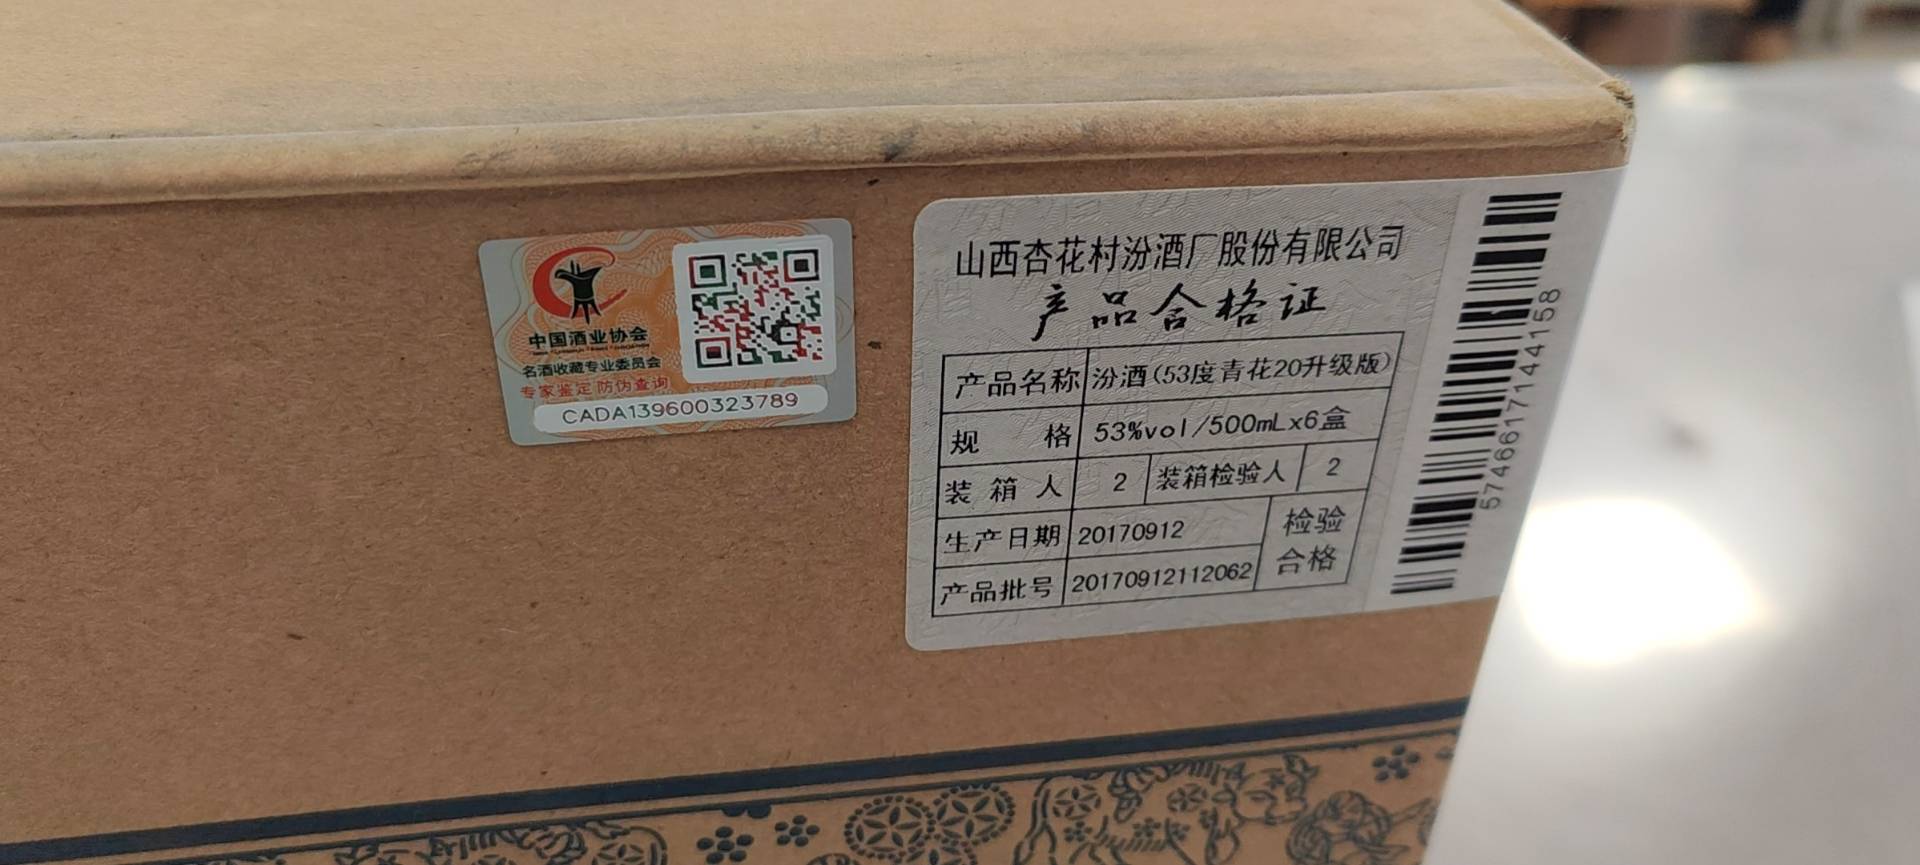 中国酒业协会
名酒收藏专业委员会
专家鉴定 防伪查询
CADA139600323789
山西杏花村汾酒厂股份有限公司
产品合格证
产品名称 汾酒(53度青花20升级版)
规 格 53%vol/500mLx6盒
装箱人 2 装箱检验人 2
生产日期 20170912 检验
产品批号 20170912112062 合格
5746617144158